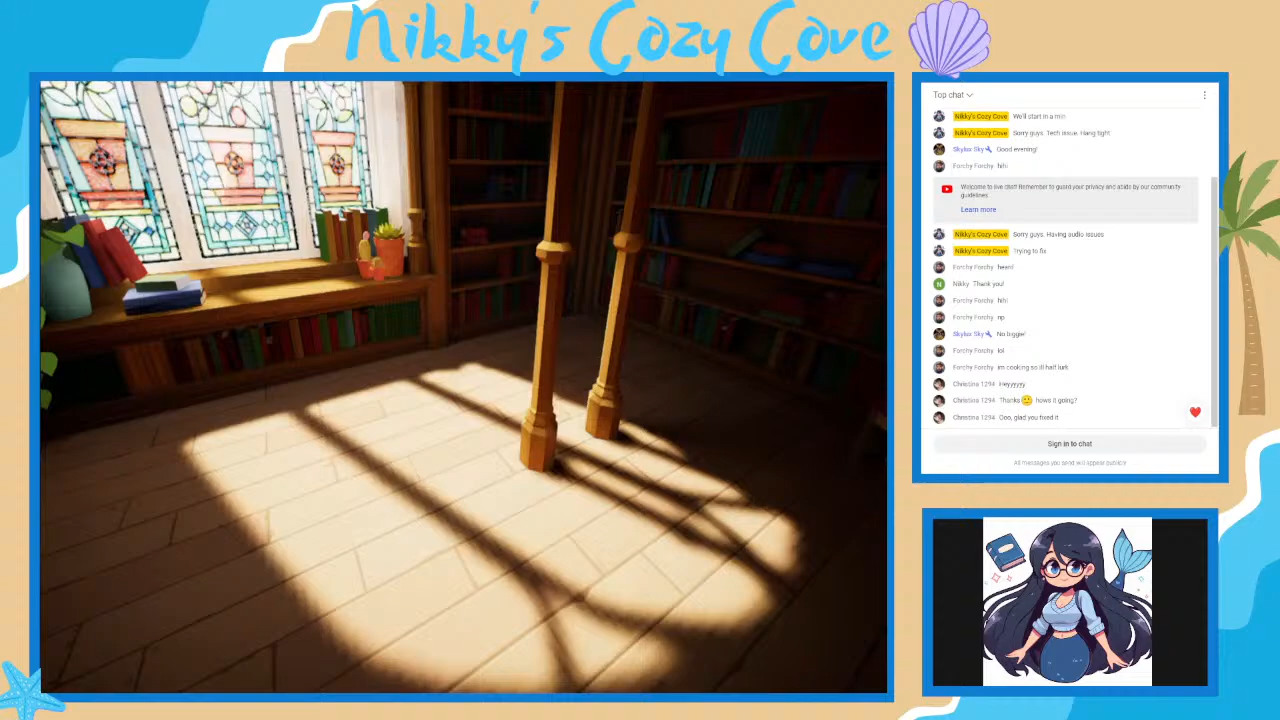 Nikky's Cozy Cove
Top chat
Nikky's Cozy Cove We'll start in a min
Nikky's Cozy Cove Sorry guys. Tech issue. Hang tight
Skylux Sky Good evening!
Forchy Forchy hihi
Welcome to live chat! Remember to guard your privacy and abide by our community
guidelines.
Learn more
Nikky's Cozy Cove Sorry guys. Having audio issues
Nikky's Cozy Cove Trying to fix
Forchy Forchy heard
N Nikky Thank you!
Forchy Forchy hihi
Forchy Forchy np
Skylux Sky No biggie!
Forchy Forchy lol
Forchy Forchy im cooking so ill half lurk
Christina 1294 Heyyyyyy
Christina 1294 Thanks hows it going?
Christina 1294 Ooo, glad you fixed it
Sign in to chat
All messages you send will appear publicly